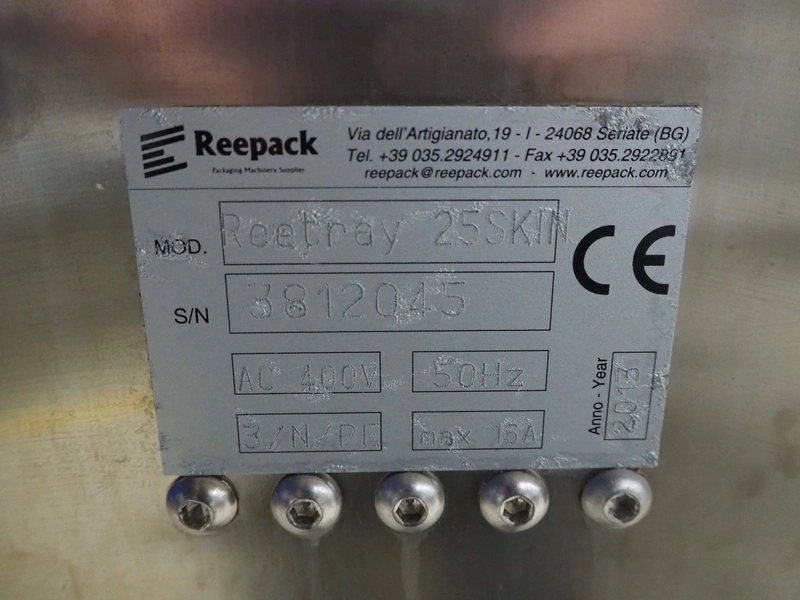 Reepack
Packaging Machinery Supplier
Via dell'Artigianato,19 - I - 24068 Seriate (BG)
Tel. +39 035.2924911 - Fax +39 035.2922891
reepack@reepack.com - www.reepack.com
MOD. Reetray 25SKIN
CE
S/N 3812045
AC 400V 50Hz
3/N/PE max 16A
Anno - Year 2013